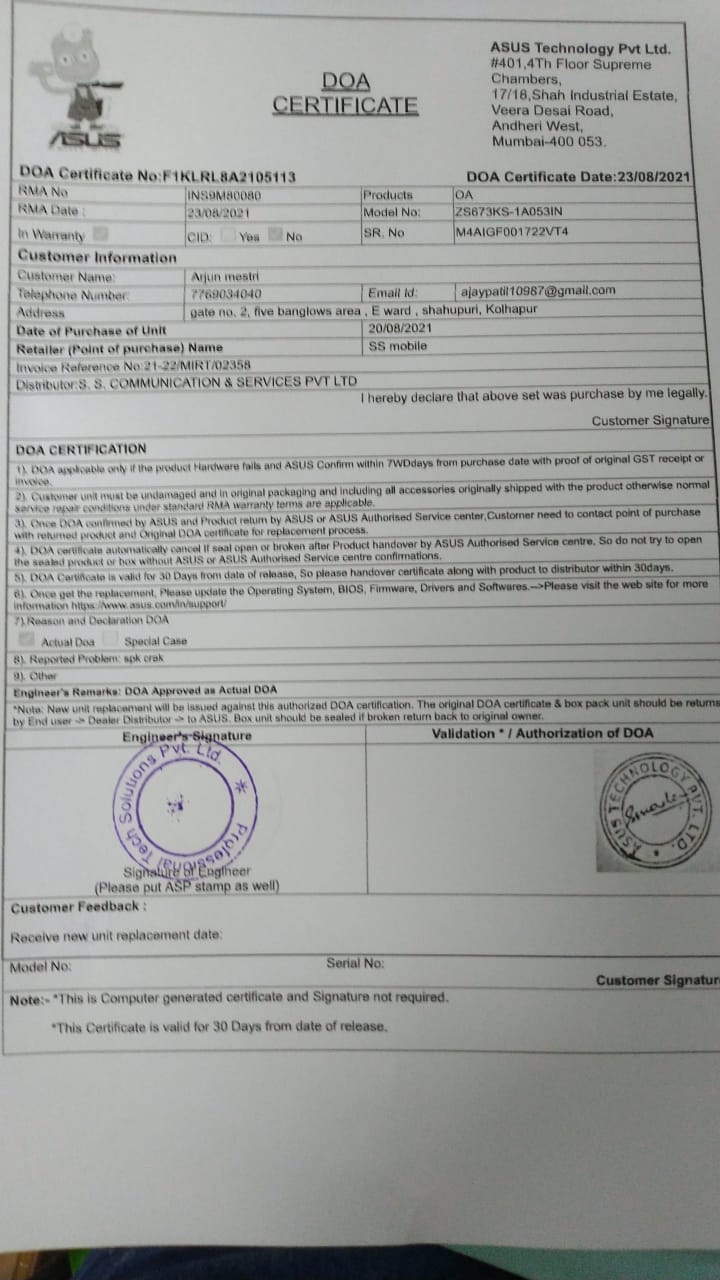 ASUS
DOA
CERTIFICATE
ASUS Technology Pvt Ltd.
#401,4Th Floor Supreme
Chambers,
17/18,Shah Industrial Estate,
Veera Desai Road,
Andheri West,
Mumbai-400 053.
DOA Certificate No:F1KLRL8A2105113 DOA Certificate Date:23/08/2021
RMA No INS9M80080 Products OA
RMA Date : 23/08/2021 Model No: ZS673KS-1A053IN
In Warranty CID: Yes No SR. No M4AIGF001722VT4
Customer Information
Customer Name: Arjun mestri
Telephone Number: 7769034040 Email Id: ajaypatil10987@gmail.com
Address gate no. 2, five banglows area , E ward , shahupuri, Kolhapur
Date of Purchase of Unit 20/08/2021
Retailer (Point of purchase) Name SS mobile
Invoice Reference No:21-22/MIRT/02358
Distributor:S. S. COMMUNICATION & SERVICES PVT LTD
I hereby declare that above set was purchase by me legally.
Customer Signature
DOA CERTIFICATION
1). DOA applicable only if the product Hardware fails and ASUS Confirm within 7WDdays from purchase date with proof of original GST receipt or
invoice.
2). Customer unit must be undamaged and in original packaging and including all accessories originally shipped with the product otherwise normal
service repair conditions under standard RMA warranty terms are applicable.
3). Once DOA confirmed by ASUS and Product return by ASUS or ASUS Authorised Service center,Customer need to contact point of purchase
with returned product and Original DOA certificate for replacement process.
4). DOA certificate automatically cancel if seal open or broken after Product handover by ASUS Authorised Service centre. So do not try to open
the sealed product or box without ASUS or ASUS Authorised Service centre confirmations.
5). DOA Certificate is valid for 30 Days from date of release, So please handover certificate along with product to distributor within 30days.
6). Once get the replacement, Please update the Operating System, BIOS, Firmware, Drivers and Softwares.-->Please visit the web site for more
information https://www.asus.com/in/support/
7).Reason and Declaration DOA
Actual Doa Special Case
8). Reported Problem: spk crak
9). Other
Engineer's Remarks: DOA Approved as Actual DOA
*Note: New unit replacement will be issued against this authorized DOA certification. The original DOA certificate & box pack unit should be returns
by End user -> Dealer Distributor -> to ASUS. Box unit should be sealed if broken return back to original owner.
Engineer's Signature Validation * / Authorization of DOA
Professional Tech Solutions Pvt. Ltd.
ASUS TECHNOLOGY PVT. LTD.
Signature of Engineer
(Please put ASP stamp as well)
Customer Feedback :
Receive new unit replacement date:
Model No: Serial No:
Customer Signatur
Note:- *This is Computer generated certificate and Signature not required.
*This Certificate is valid for 30 Days from date of release.